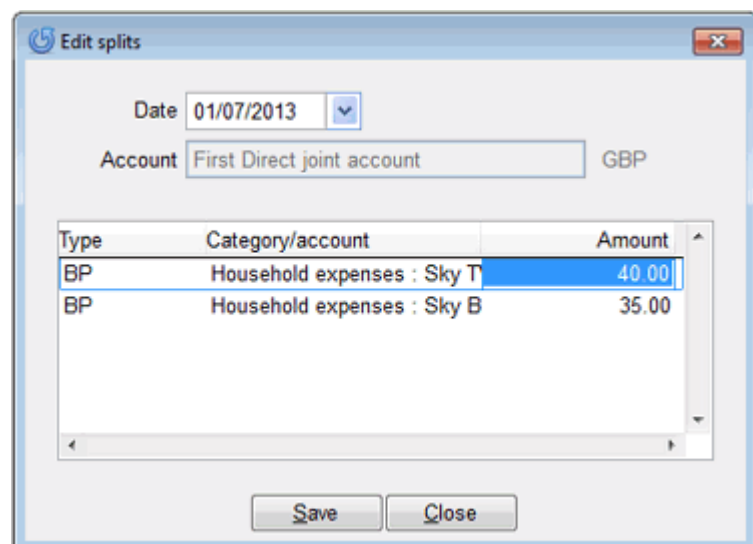 Edit splits
Date 01/07/2013
Account First Direct joint account GBP
Type Category/account Amount
BP Household expenses : Sky T 40.00
BP Household expenses : Sky B 35.00
Save Close